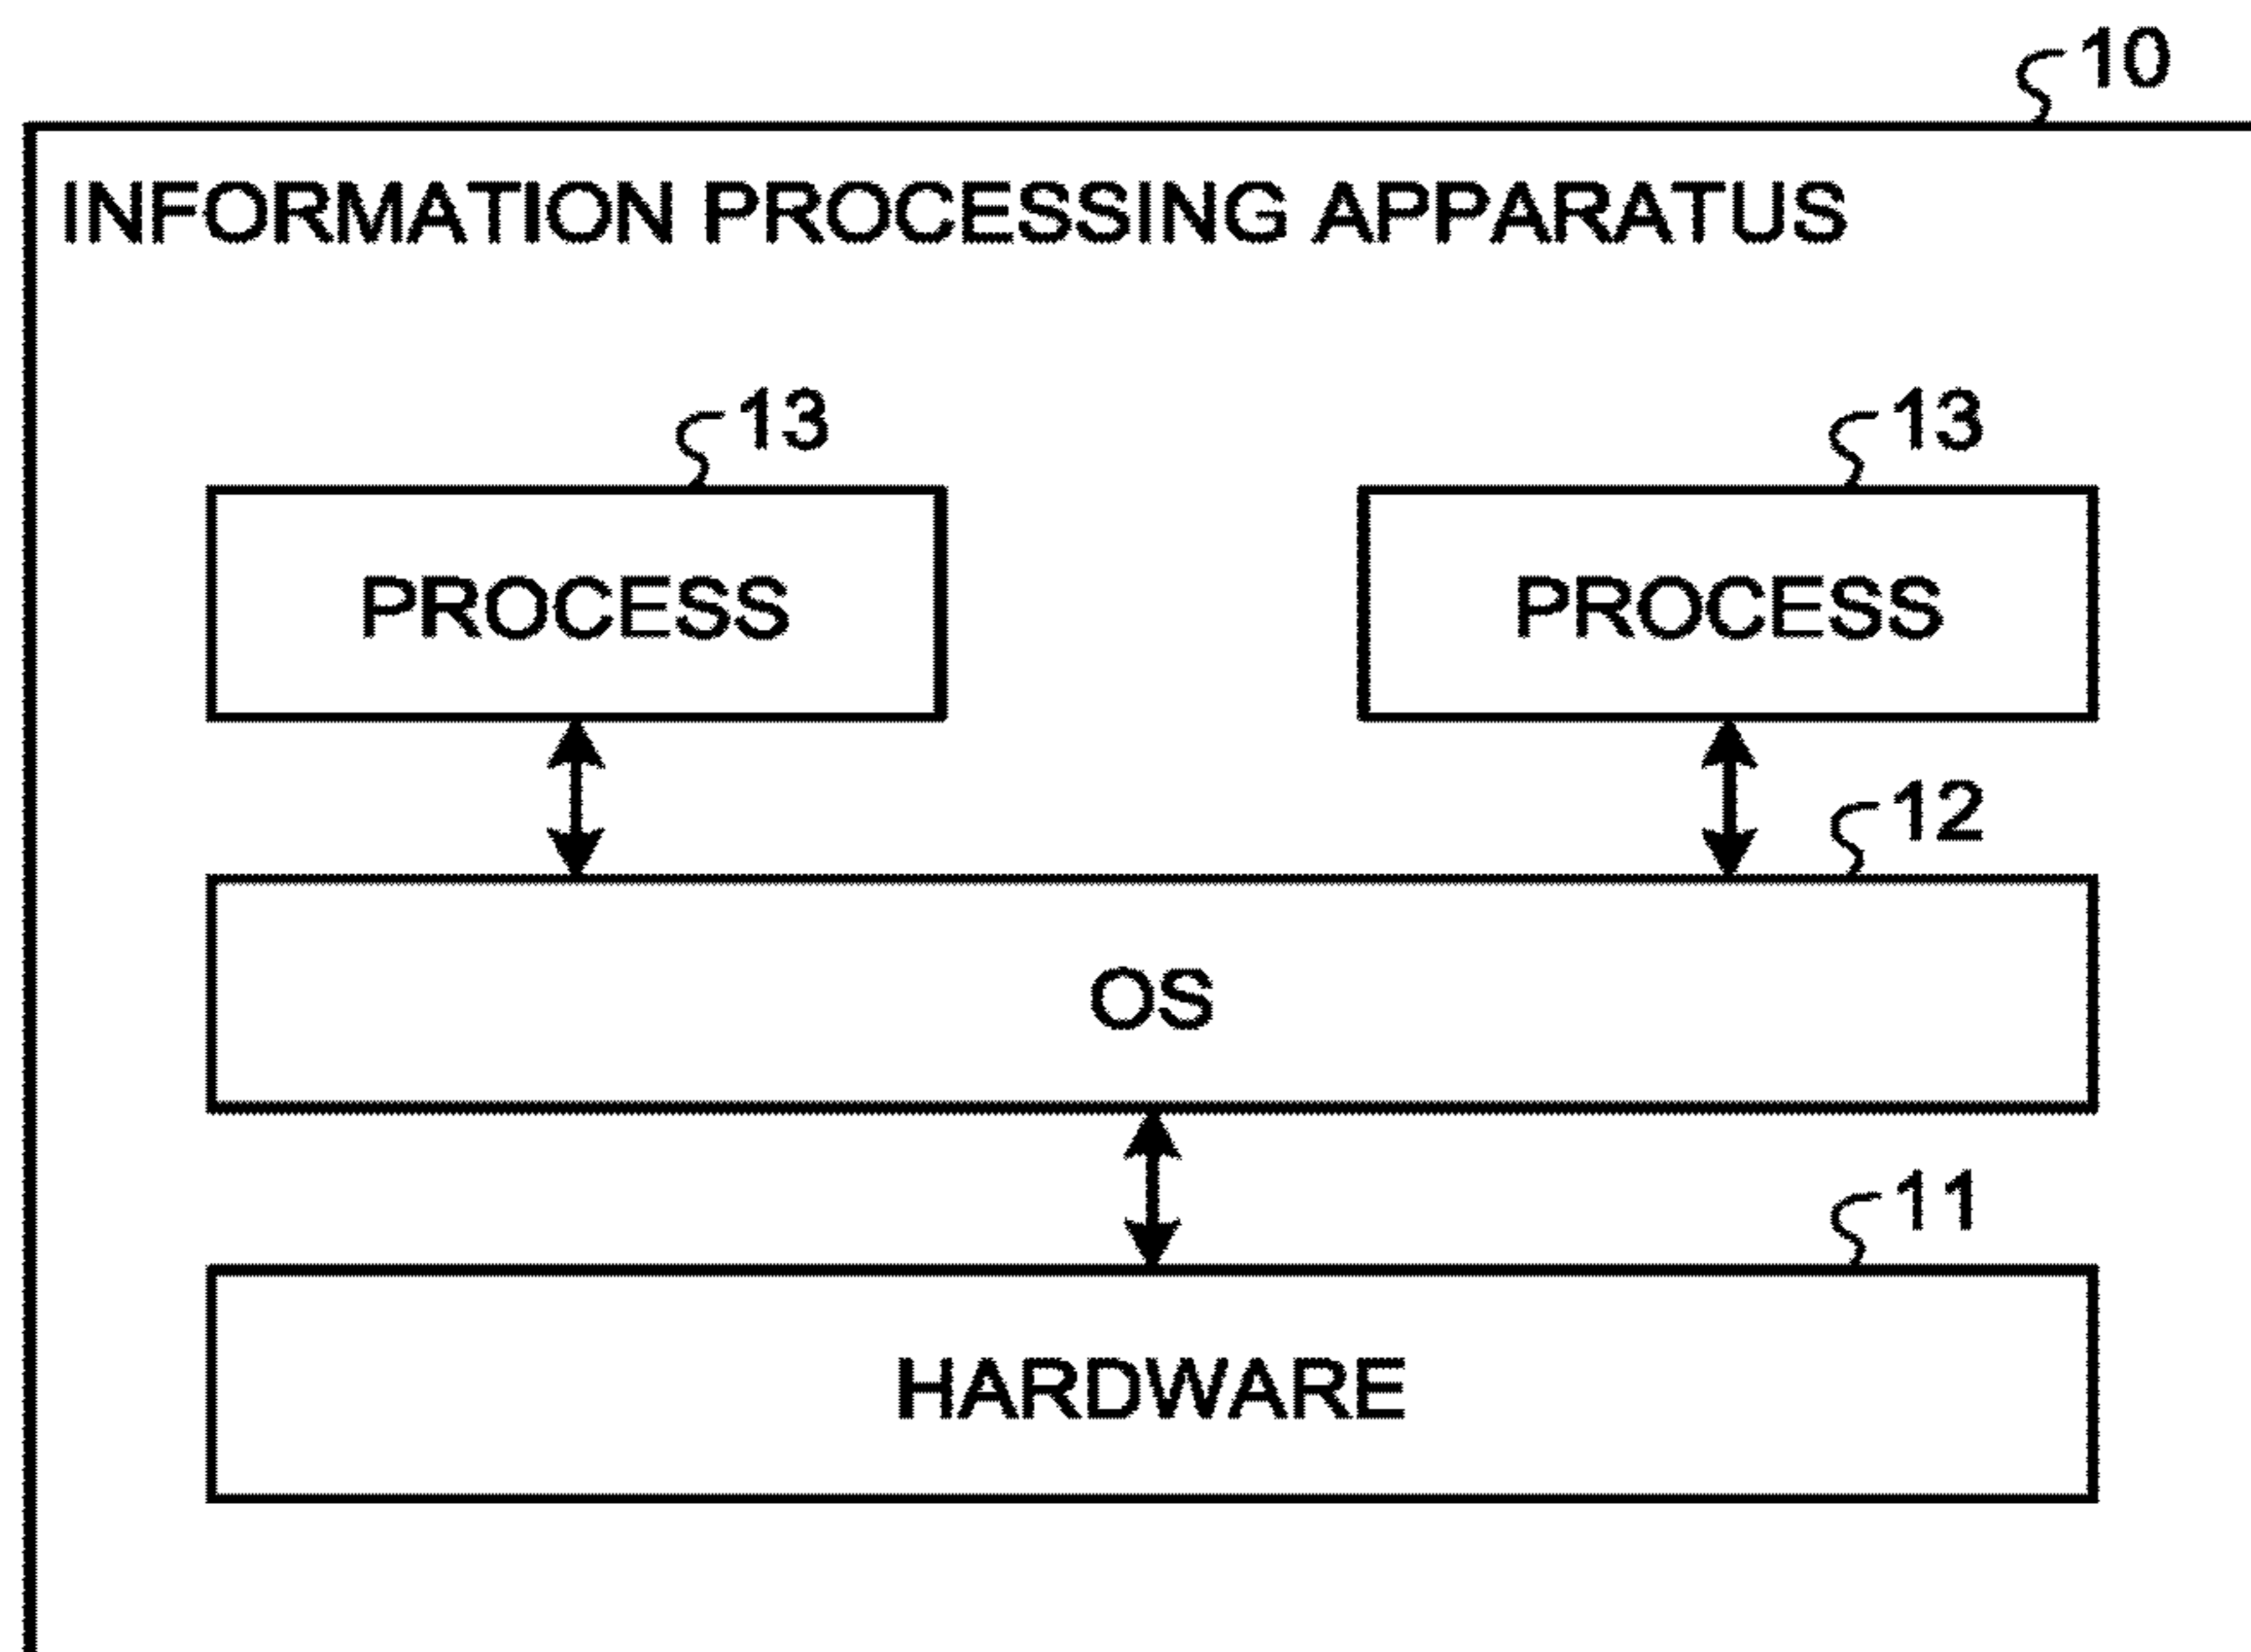 10
INFORMATION PROCESSING APPARATUS
13
13
PROCESS
PROCESS
12
OS
11
HARDWARE